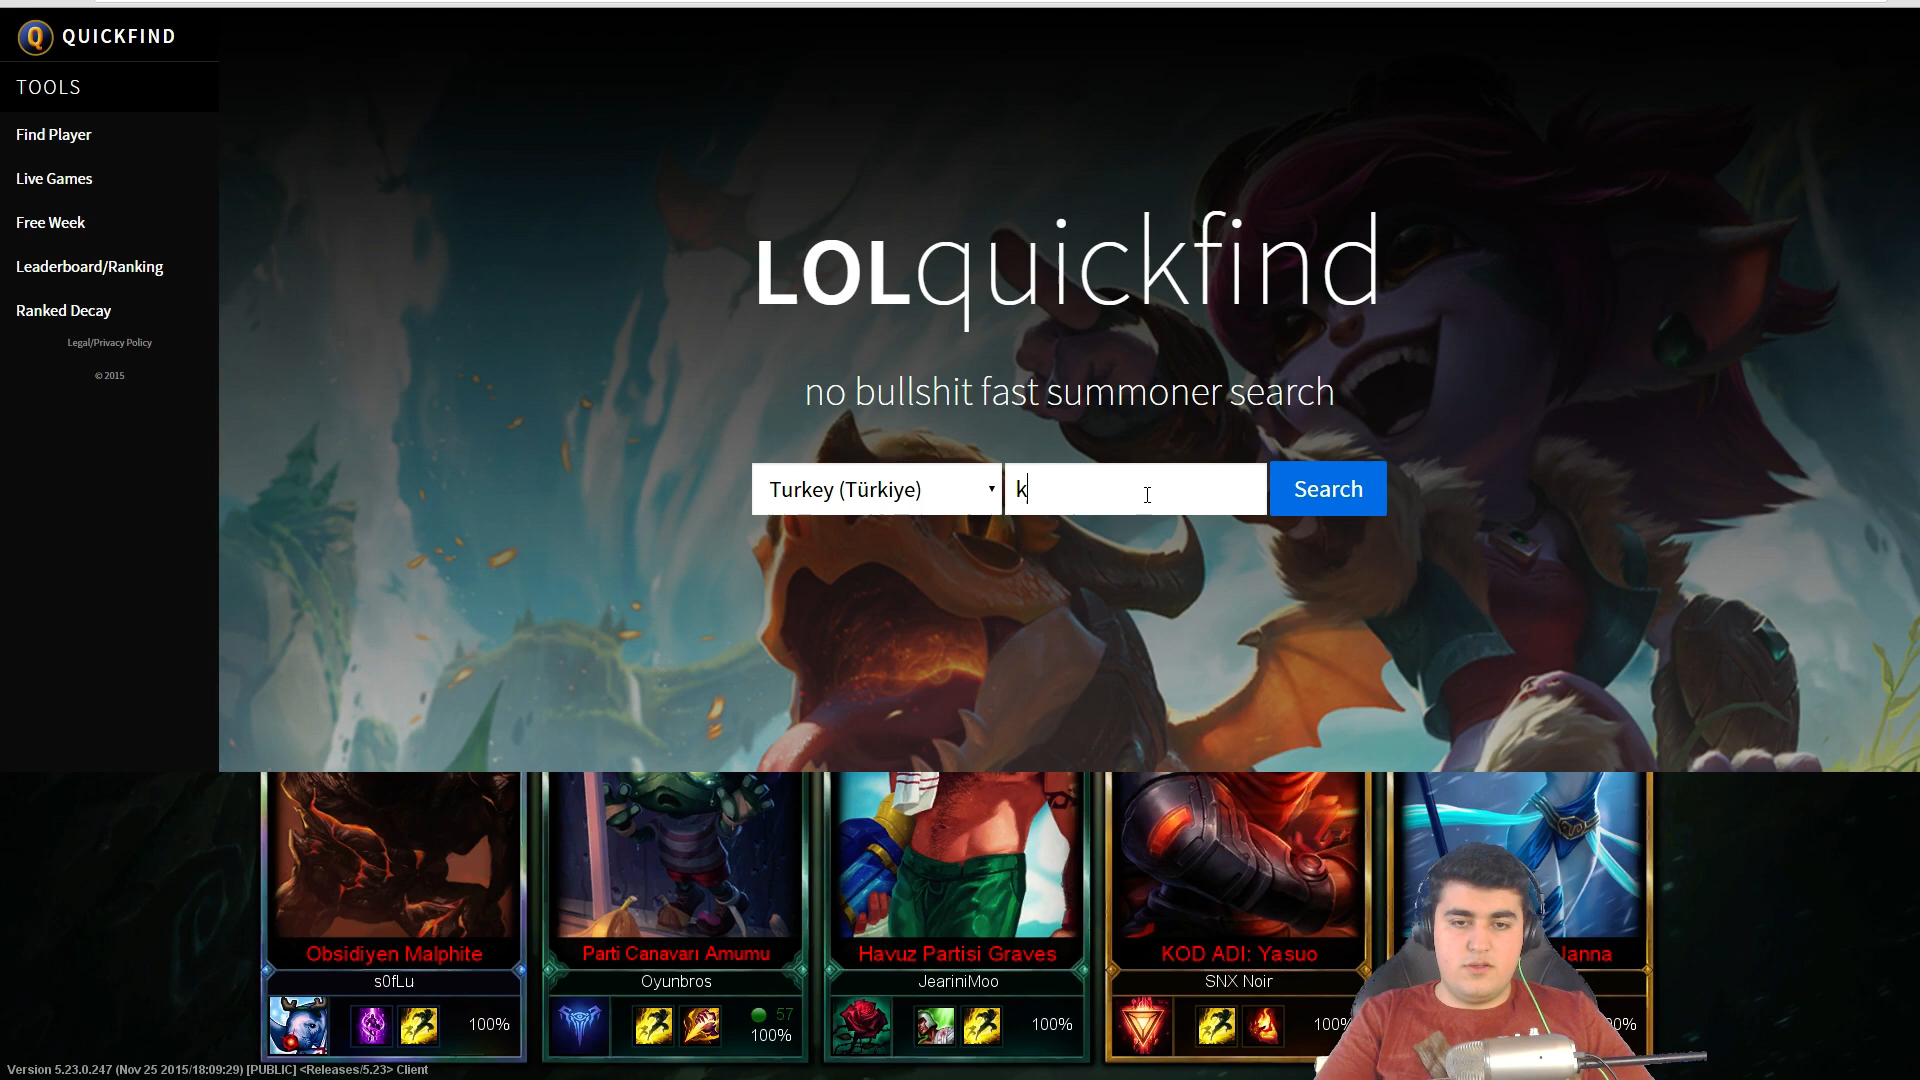 Q QUICKFIND
TOOLS
Find Player
Live Games
Free Week
Leaderboard/Ranking
Ranked Decay
Legal/Privacy Policy
© 2015
LOLquickfind
no bullshit fast summoner search
Turkey (Türkiye) k Search
Obsidiyen Malphite
s0fLu
100%
Parti Canavarı Amumu
Oyunbros
57
100%
Havuz Partisi Graves
JeariniMoo
100%
KOD ADI: Yasuo
SNX Noir
100%
Janna
Version 5.23.0.247 (Nov 25 2015/18:09:29) [PUBLIC] <Releases/5.23> Client